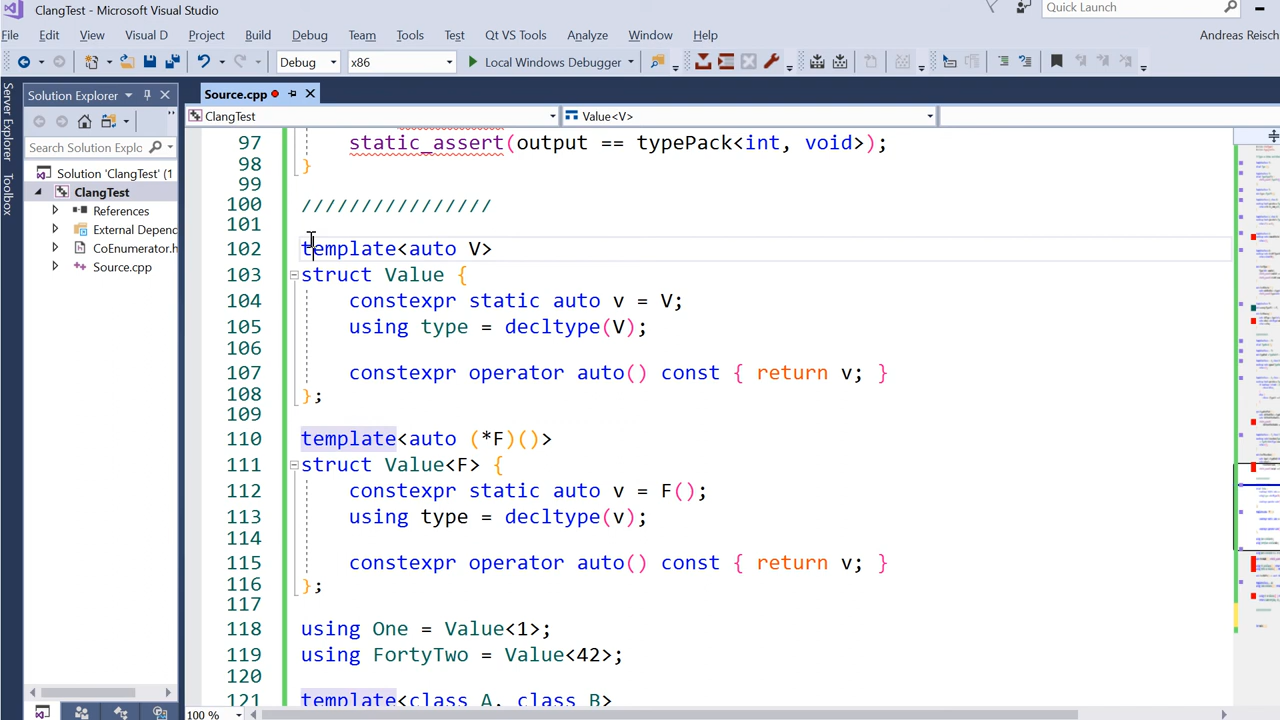 ClangTest - Microsoft Visual Studio
Quick Launch
File Edit View Visual D Project Build Debug Team Tools Test Qt VS Tools Analyze Window Help Andreas Reisch
Debug x86 Local Windows Debugger
Server Explorer
Toolbox
Solution Explorer
Search Solution Explo
Solution 'ClangTest' (1
ClangTest
References
External Depenc
CoEnumerator.h
Source.cpp
Source.cpp
ClangTest Value<V>
97 static_assert(output == typePack<int, void>);
98 }
99
100 //////////////
101
102 template<auto V>
103 struct Value {
104 constexpr static auto v = V;
105 using type = decltype(V);
106
107 constexpr operator auto() const { return v; }
108 };
109
110 template<auto (*F)()>
111 struct Value<F> {
112 constexpr static auto v = F();
113 using type = decltype(v);
114
115 constexpr operator auto() const { return v; }
116 };
117
118 using One = Value<1>;
119 using FortyTwo = Value<42>;
120
121 template<class A, class B>
100 %